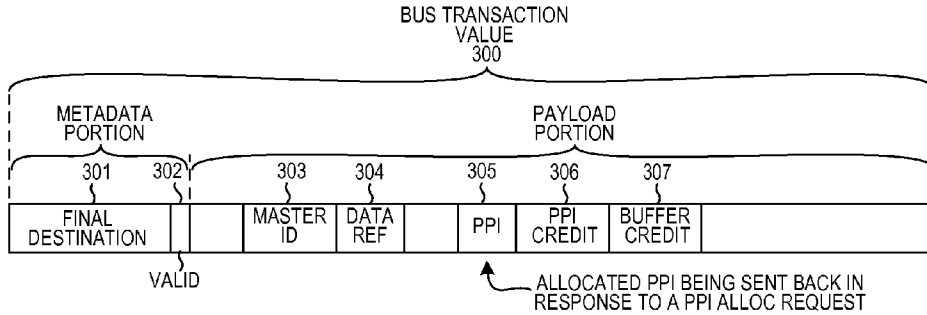 BUS TRANSACTION
VALUE
300
METADATA
PORTION
PAYLOAD
PORTION
301
302
303
304
305
306
307
FINAL
DESTINATION
MASTER
ID
DATA
REF
PPI
PPI
CREDIT
BUFFER
CREDIT
VALID
ALLOCATED PPI BEING SENT BACK IN
RESPONSE TO A PPI ALLOC REQUEST